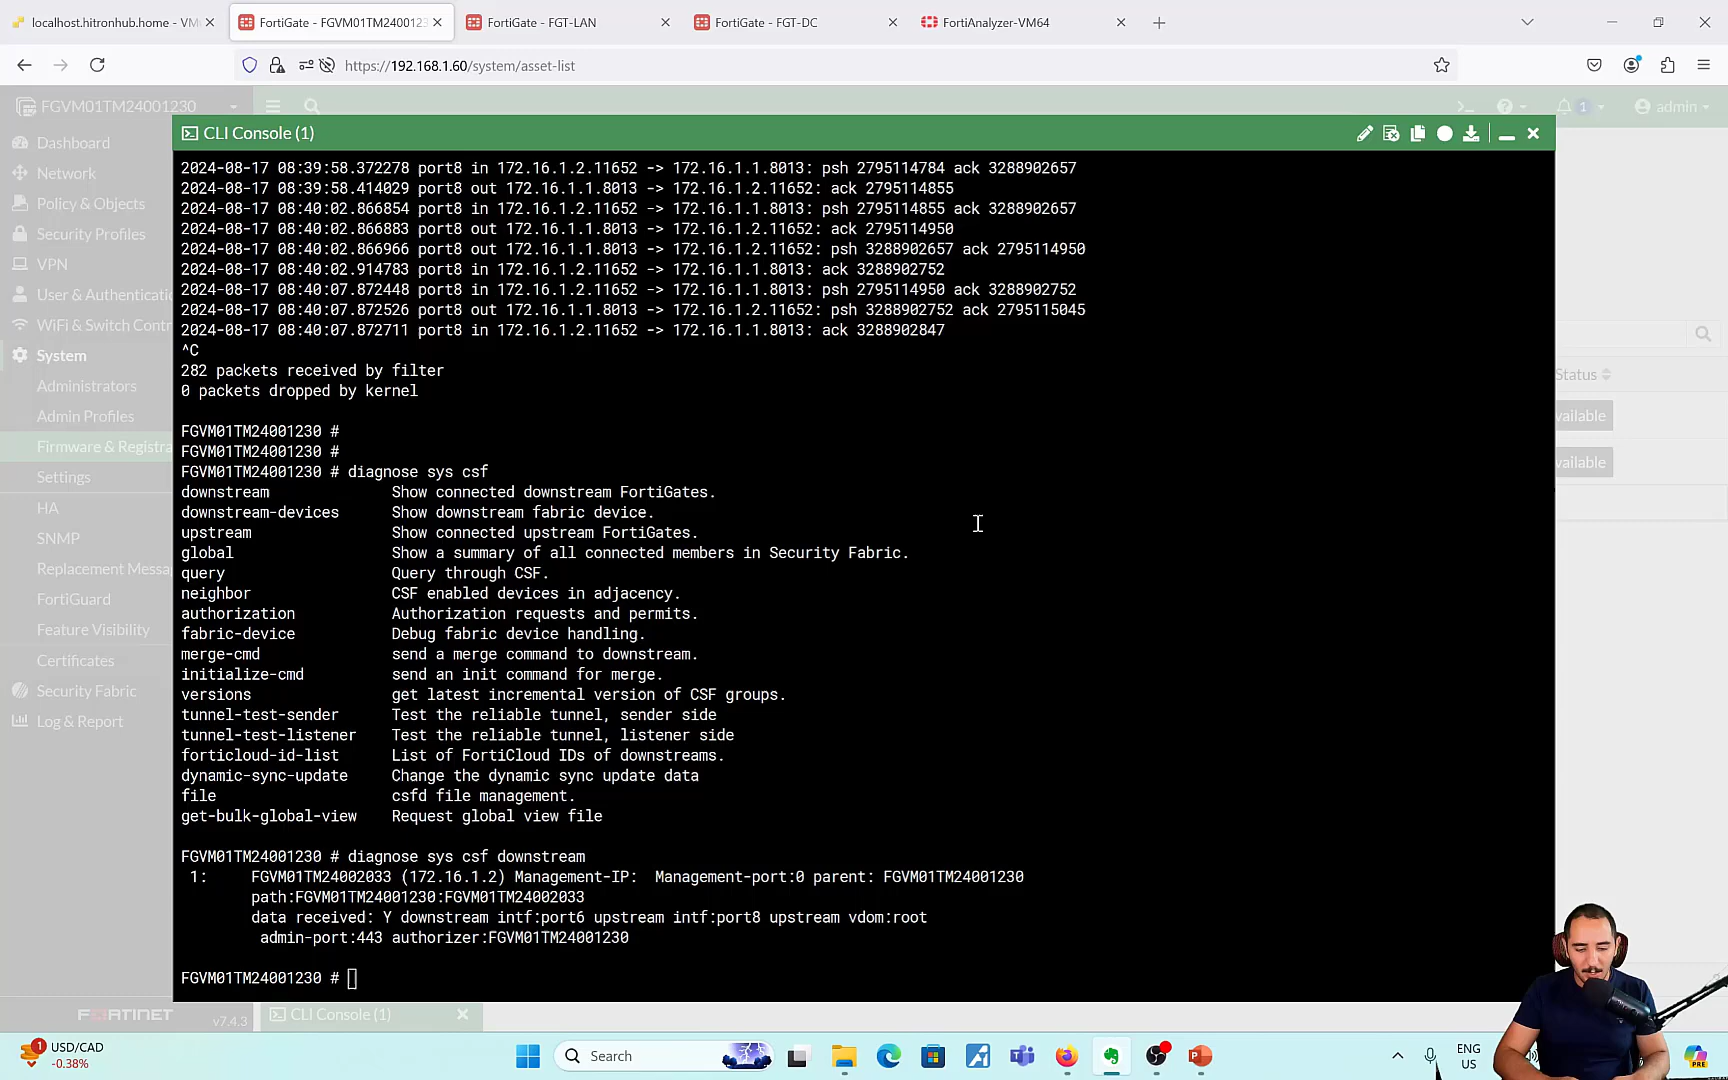 localhost.hitronhub.home - VM
FortiGate - FGVM01TM2400123
FortiGate - FGT-LAN
FortiGate - FGT-DC
FortiAnalyzer-VM64
https://192.168.1.60/system/asset-list
FGVM01TM24001230
1
admin
CLI Console (1)
Dashboard
Network
Policy & Objects
Security Profiles
VPN
User & Authenticatio
WiFi & Switch Contr
System
Administrators
Admin Profiles
Firmware & Registra
Settings
HA
SNMP
Replacement Messa
FortiGuard
Feature Visibility
Certificates
Security Fabric
Log & Report
Status
vailable
vailable
2024-08-17 08:39:58.372278 port8 in 172.16.1.2.11652 -> 172.16.1.1.8013: psh 2795114784 ack 3288902657
2024-08-17 08:39:58.414029 port8 out 172.16.1.1.8013 -> 172.16.1.2.11652: ack 2795114855
2024-08-17 08:40:02.866854 port8 in 172.16.1.2.11652 -> 172.16.1.1.8013: psh 2795114855 ack 3288902657
2024-08-17 08:40:02.866883 port8 out 172.16.1.1.8013 -> 172.16.1.2.11652: ack 2795114950
2024-08-17 08:40:02.866966 port8 out 172.16.1.1.8013 -> 172.16.1.2.11652: psh 3288902657 ack 2795114950
2024-08-17 08:40:02.914783 port8 in 172.16.1.2.11652 -> 172.16.1.1.8013: ack 3288902752
2024-08-17 08:40:07.872448 port8 in 172.16.1.2.11652 -> 172.16.1.1.8013: psh 2795114950 ack 3288902752
2024-08-17 08:40:07.872526 port8 out 172.16.1.1.8013 -> 172.16.1.2.11652: psh 3288902752 ack 2795115045
2024-08-17 08:40:07.872711 port8 in 172.16.1.2.11652 -> 172.16.1.1.8013: ack 3288902847
^C
282 packets received by filter
0 packets dropped by kernel
FGVM01TM24001230 #
FGVM01TM24001230 #
FGVM01TM24001230 # diagnose sys csf
downstream Show connected downstream FortiGates.
downstream-devices Show downstream fabric device.
upstream Show connected upstream FortiGates.
global Show a summary of all connected members in Security Fabric.
query Query through CSF.
neighbor CSF enabled devices in adjacency.
authorization Authorization requests and permits.
fabric-device Debug fabric device handling.
merge-cmd send a merge command to downstream.
initialize-cmd send an init command for merge.
versions get latest incremental version of CSF groups.
tunnel-test-sender Test the reliable tunnel, sender side
tunnel-test-listener Test the reliable tunnel, listener side
forticloud-id-list List of FortiCloud IDs of downstreams.
dynamic-sync-update Change the dynamic sync update data
file csfd file management.
get-bulk-global-view Request global view file
FGVM01TM24001230 # diagnose sys csf downstream
1: FGVM01TM24002033 (172.16.1.2) Management-IP: Management-port:0 parent: FGVM01TM24001230
path:FGVM01TM24001230:FGVM01TM24002033
data received: Y downstream intf:port6 upstream intf:port8 upstream vdom:root
admin-port:443 authorizer:FGVM01TM24001230
FGVM01TM24001230 #
FORTINET v7.4.3
CLI Console (1)
1
USD/CAD
-0.38%
Search
ENG
US
PRE